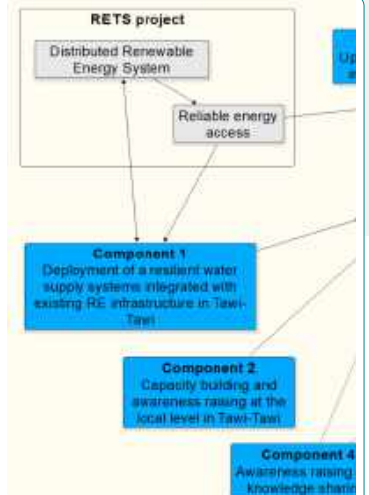 RETS project
Distributed Renewable
Energy System
Reliable energy
access
Up
Component 1
Deployment of a resilient water
supply systems integrated with
existing RE infrastructure in Tawi-
Tawi
Component 2
Capacity building and
awareness raising at the
local level in Tawi-Tawi
Component 4
Awareness raising
knowledge sharin